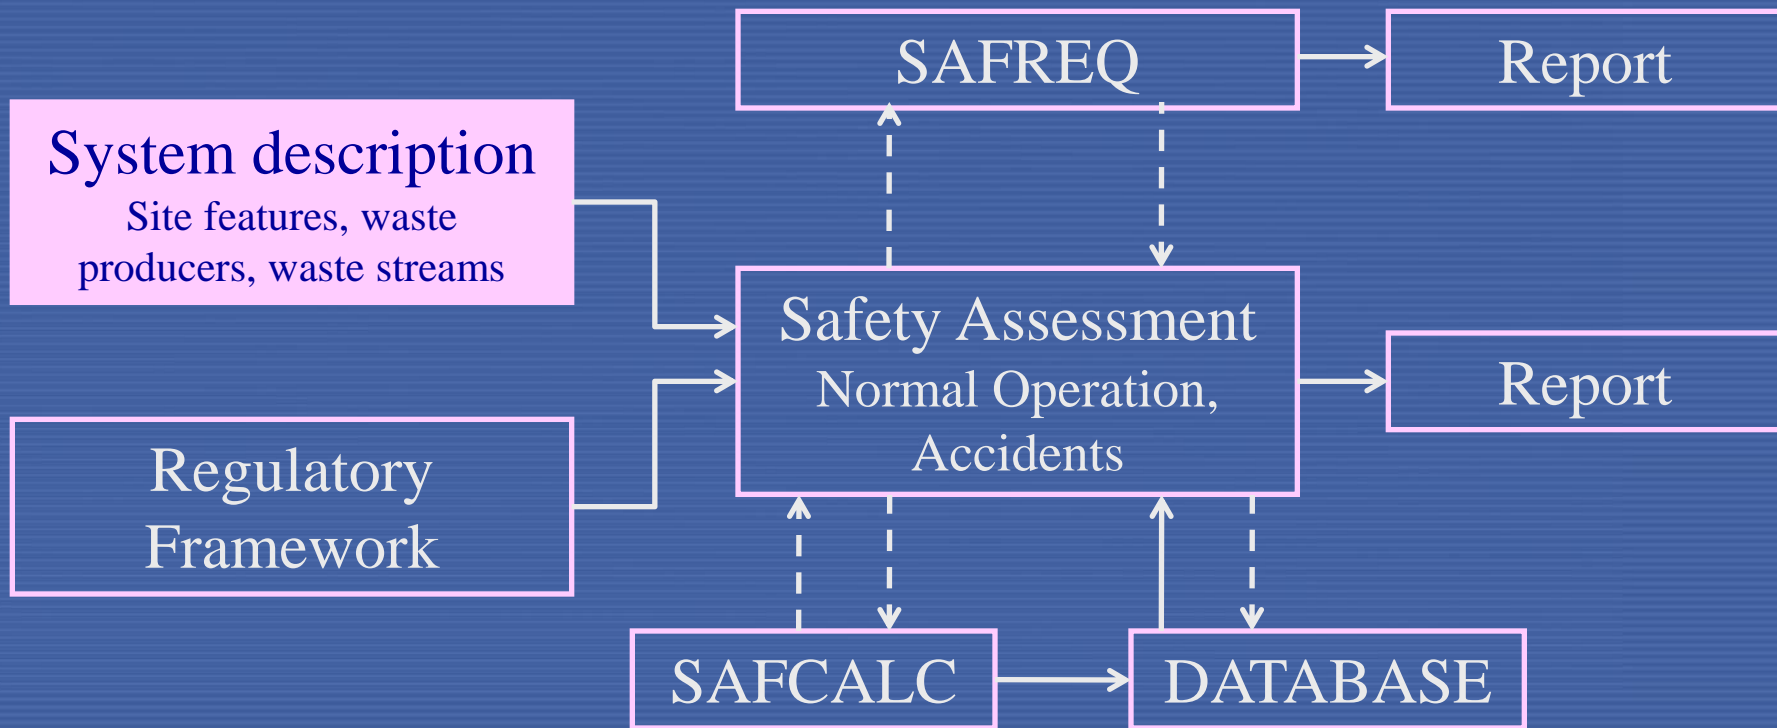 SAFREQ
Report
System description
Site features, waste
producers, waste streams
Safety Assessment
Normal Operation,
Accidents
Report
Regulatory
Framework
SAFCALC
DATABASE